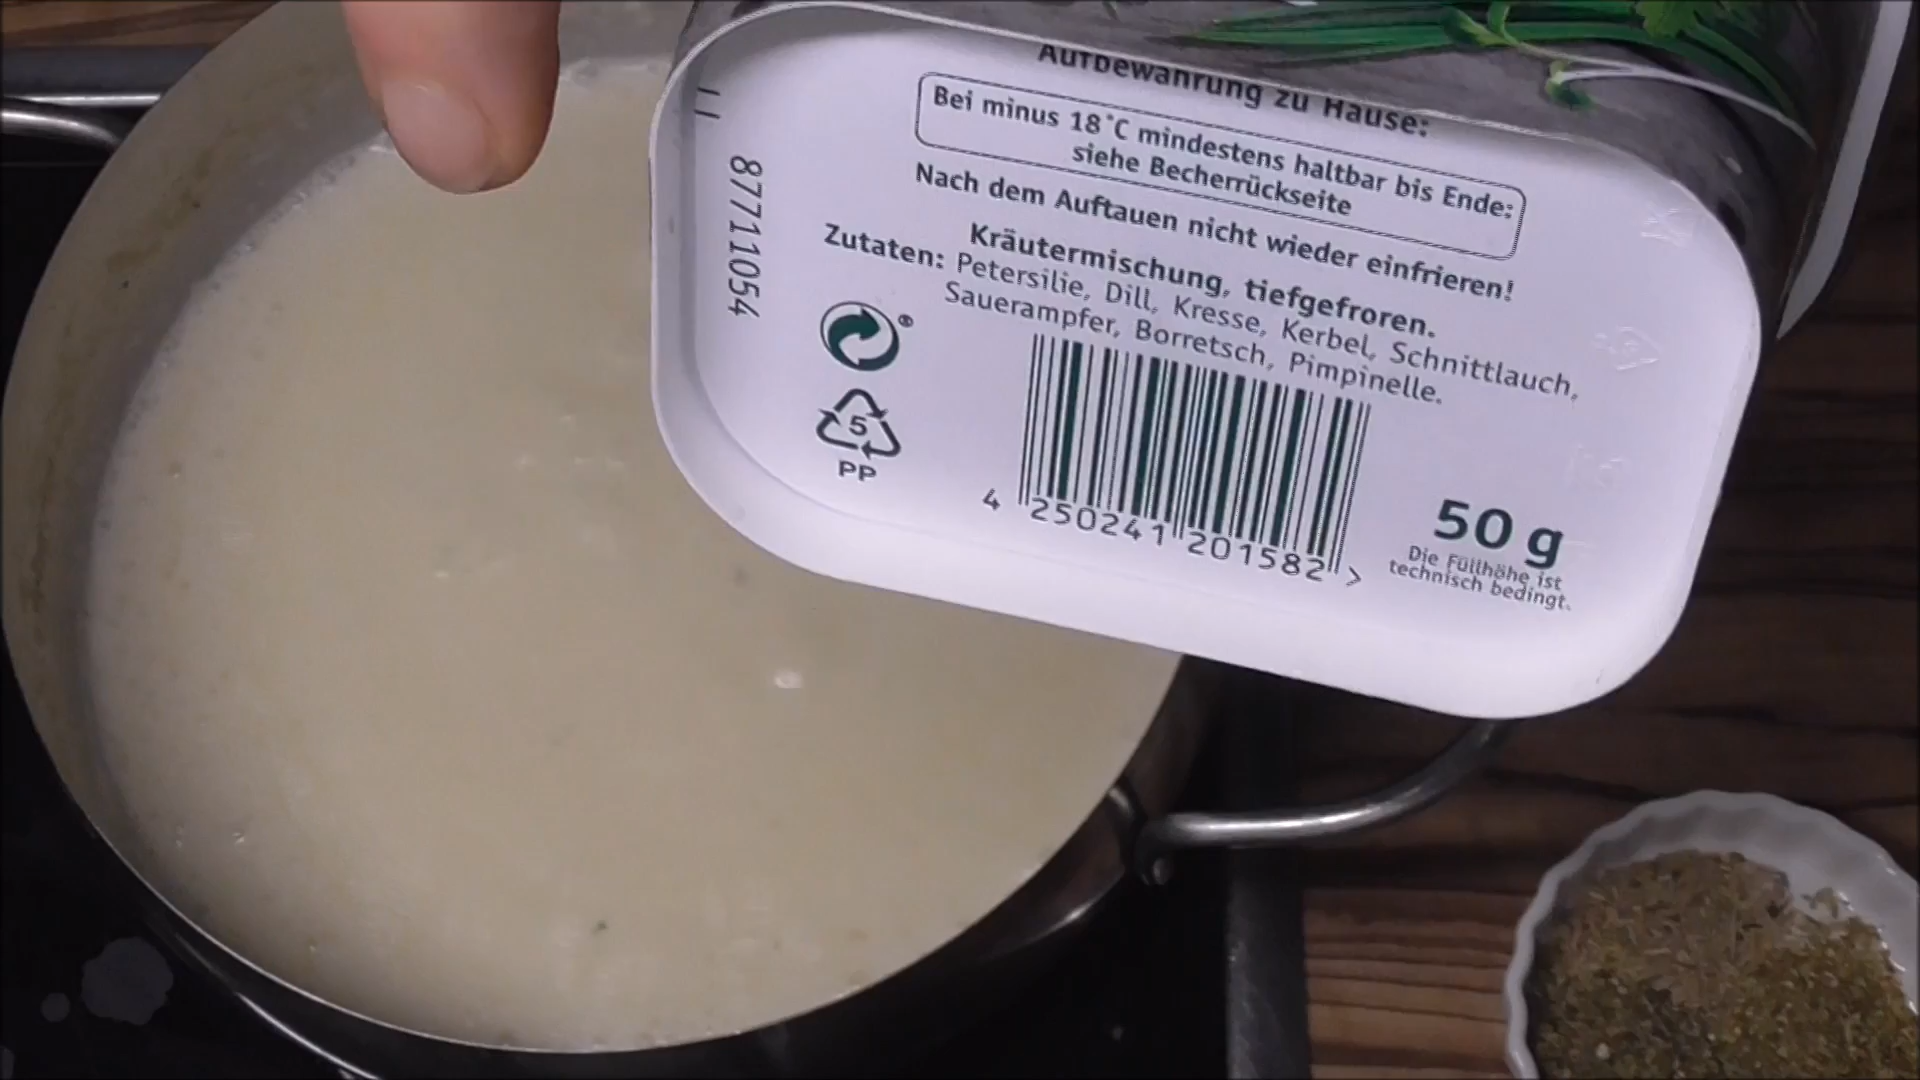 Aufbewahrung zu Hause:
Bei minus 18°C mindestens haltbar bis Ende:
siehe Becherrückseite
Nach dem Auftauen nicht wieder einfrieren!
Kräutermischung, tiefgefroren.
Zutaten: Petersilie, Dill, Kresse, Kerbel, Schnittlauch,
Sauerampfer, Borretsch, Pimpinelle.
87711054
®
5
PP
4 250241 201582 >
50 g
Die Füllhöhe ist
technisch bedingt.